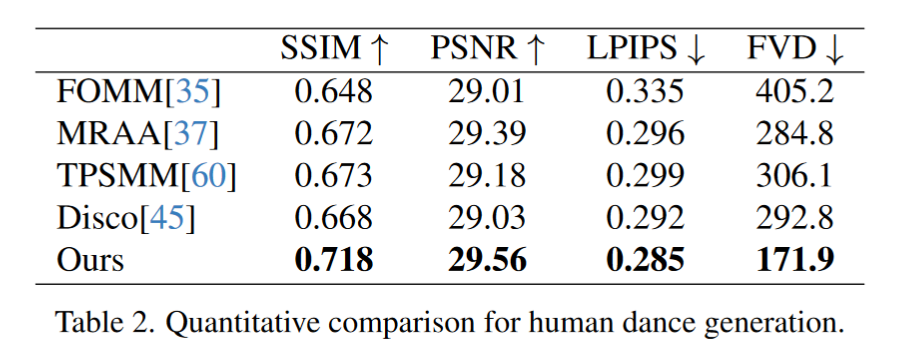 SSIM ↑ PSNR ↑ LPIPS ↓ FVD ↓
FOMM[35] 0.648 29.01 0.335 405.2
MRAA[37] 0.672 29.39 0.296 284.8
TPSMM[60] 0.673 29.18 0.299 306.1
Disco[45] 0.668 29.03 0.292 292.8
Ours 0.718 29.56 0.285 171.9
Table 2. Quantitative comparison for human dance generation.